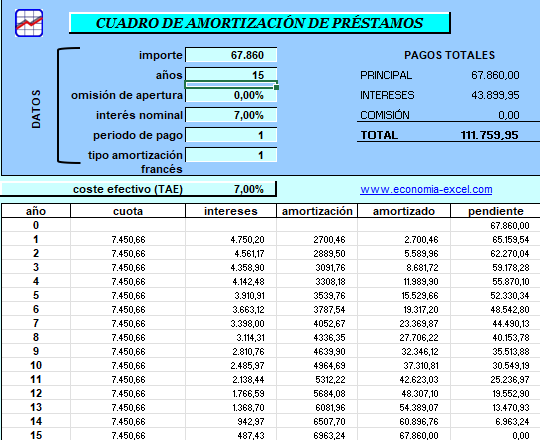 CUADRO DE AMORTIZACIÓN DE PRÉSTAMOS
DATOS
importe 67.860
años 15
omisión de apertura 0,00%
interés nominal 7,00%
periodo de pago 1
tipo amortización 1
francés
PAGOS TOTALES
PRINCIPAL 67.860,00
INTERESES 43.899,95
COMISIÓN 0,00
TOTAL 111.759,95
coste efectivo (TAE) 7,00%
www.economia-excel.com
año cuota intereses amortización amortizado pendiente
0 67.860,00
1 7.450,66 4.750,20 2700,46 2.700,46 65.159,54
2 7.450,66 4.561,17 2889,50 5.589,96 62.270,04
3 7.450,66 4.358,90 3091,76 8.681,72 59.178,28
4 7.450,66 4.142,48 3308,18 11.989,90 55.870,10
5 7.450,66 3.910,91 3539,76 15.529,66 52.330,34
6 7.450,66 3.663,12 3787,54 19.317,20 48.542,80
7 7.450,66 3.398,00 4052,67 23.369,87 44.490,13
8 7.450,66 3.114,31 4336,35 27.706,22 40.153,78
9 7.450,66 2.810,76 4639,90 32.346,12 35.513,88
10 7.450,66 2.485,97 4964,69 37.310,81 30.549,19
11 7.450,66 2.138,44 5312,22 42.623,03 25.236,97
12 7.450,66 1.766,59 5684,08 48.307,10 19.552,90
13 7.450,66 1.368,70 6081,96 54.389,07 13.470,93
14 7.450,66 942,97 6507,70 60.896,76 6.963,24
15 7.450,66 487,43 6963,24 67.860,00 0,00